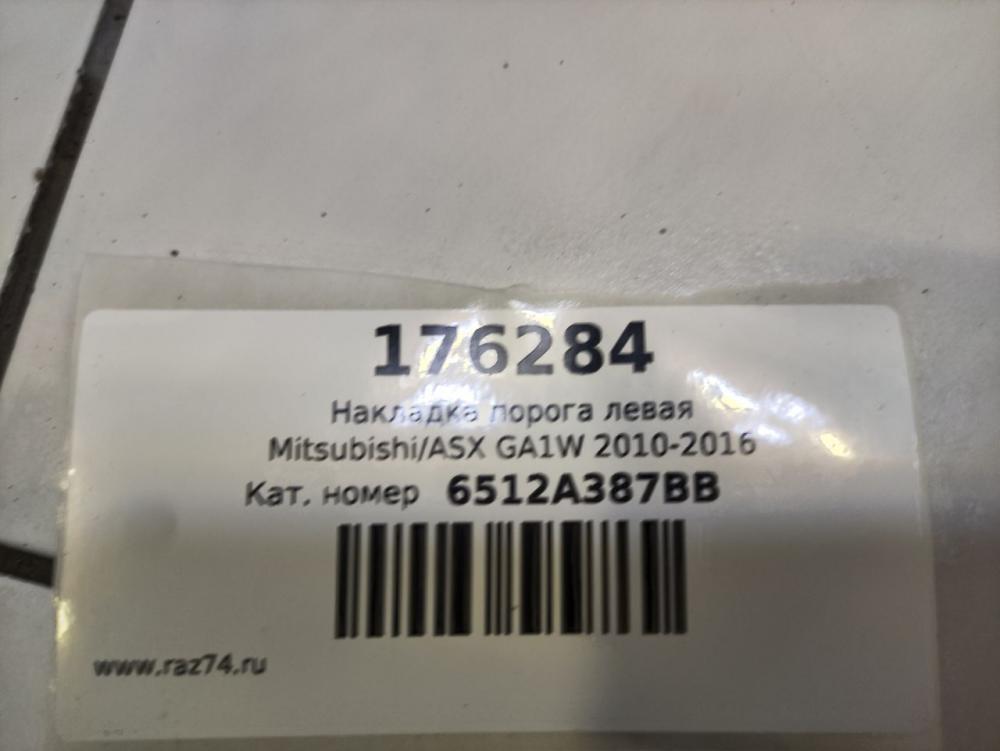 176284
Накладка порога левая
Mitsubishi/ASX GA1W 2010-2016
Кат. номер 6512A387BB
www.raz74.ru